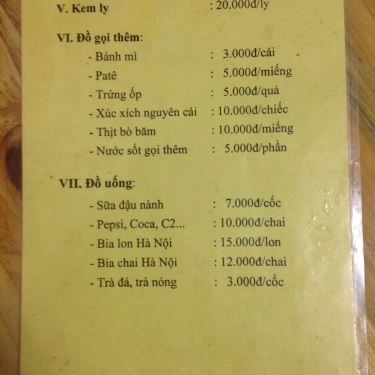 V. Kem ly : 20.000đ/ly
VI. Đồ gọi thêm:
- Bánh mì : 3.000đ/cái
- Patê : 5.000đ/miếng
- Trứng ốp : 5.000đ/quả
- Xúc xích nguyên cái : 10.000đ/chiếc
- Thịt bò băm : 10.000đ/miếng
- Nước sốt gọi thêm : 5.000đ/phần
VII. Đồ uống:
- Sữa đậu nành : 7.000đ/cốc
- Pepsi, Coca, C2... : 10.000đ/chai
- Bia lon Hà Nội : 15.000đ/lon
- Bia chai Hà Nội : 12.000đ/chai
- Trà đá, trà nóng : 3.000đ/cốc